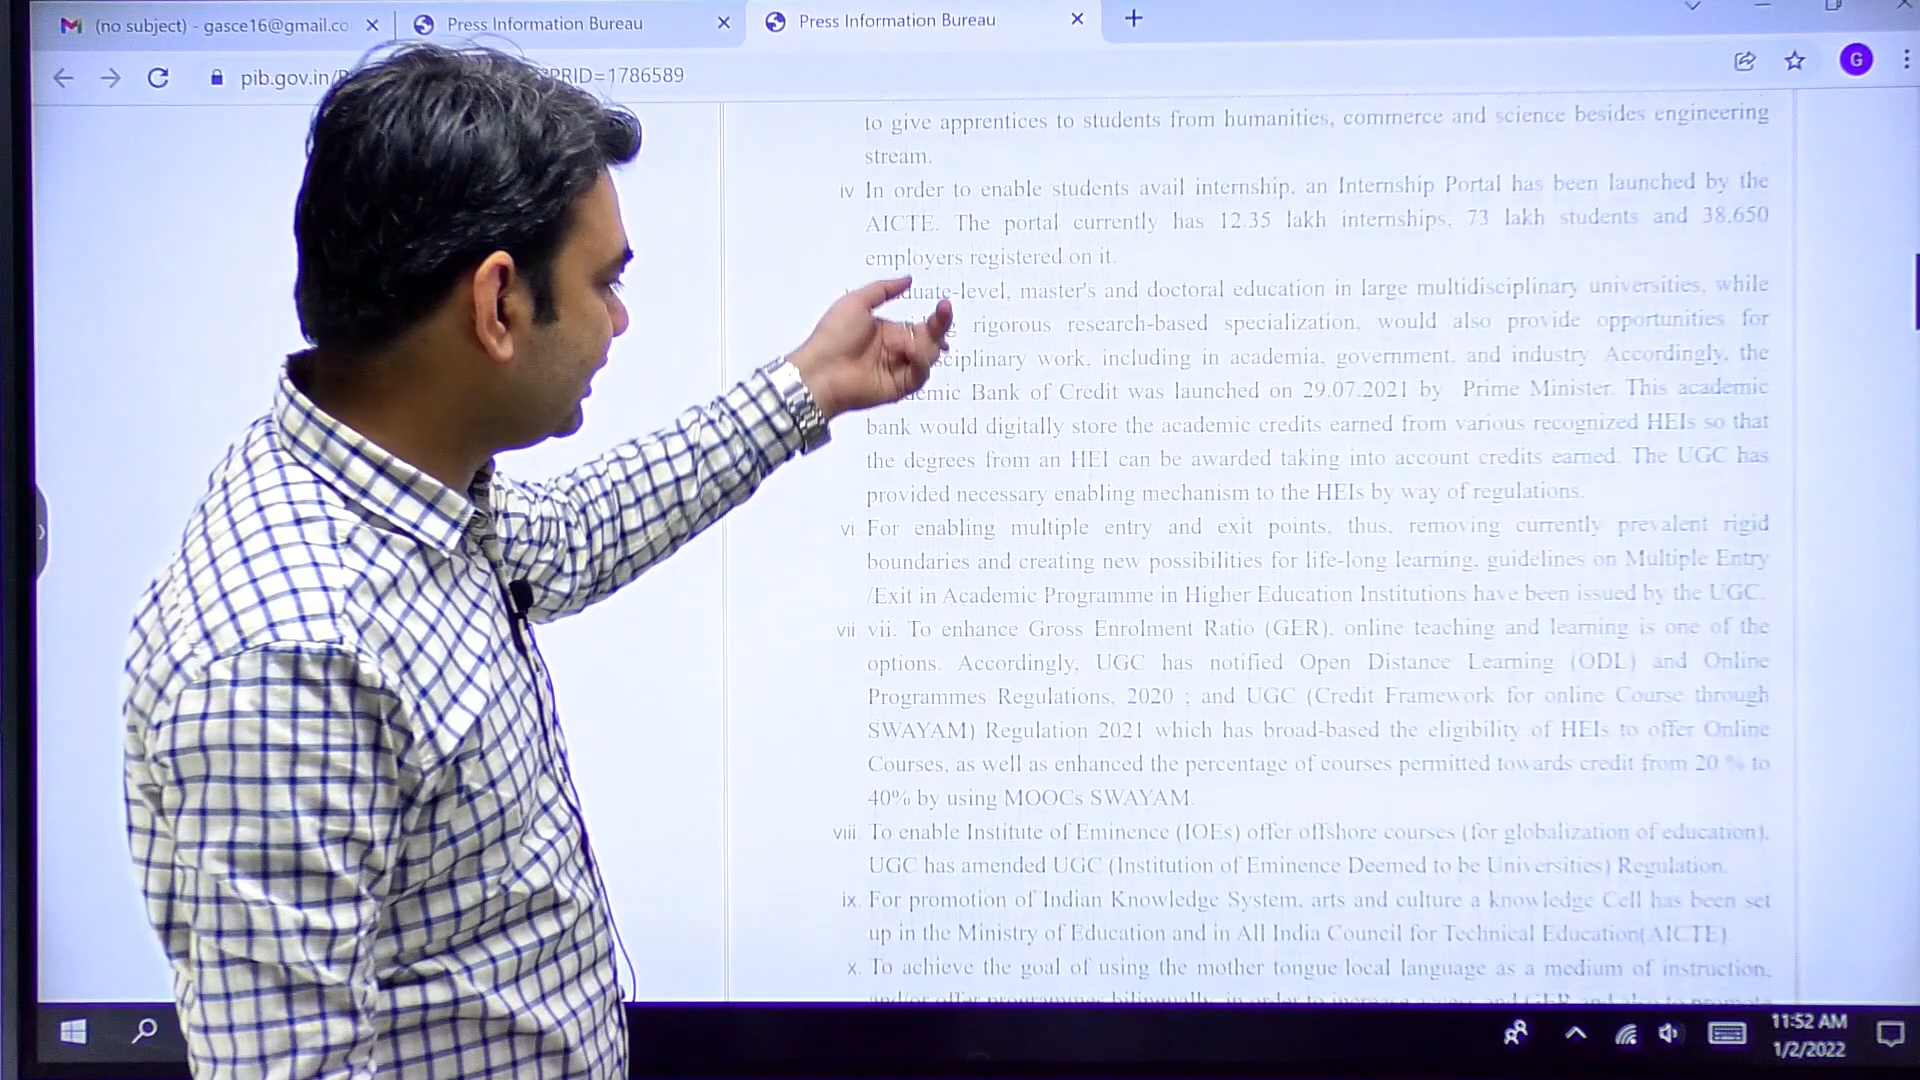 (no subject) - gasce16@gmail.co
Press Information Bureau
Press Information Bureau
pib.gov.in/
PRID=1786589
G
to give apprentices to students from humanities, commerce and science besides engineering
stream.
iv In order to enable students avail internship, an Internship Portal has been launched by the
AICTE. The portal currently has 12.35 lakh internships, 73 lakh students and 38,650
employers registered on it.
duate-level, master's and doctoral education in large multidisciplinary universities, while
rigorous research-based specialization, would also provide opportunities for
sciplinary work, including in academia, government, and industry. Accordingly, the
emic Bank of Credit was launched on 29.07.2021 by Prime Minister. This academic
bank would digitally store the academic credits earned from various recognized HEIs so that
the degrees from an HEI can be awarded taking into account credits earned. The UGC has
provided necessary enabling mechanism to the HEIs by way of regulations.
vi. For enabling multiple entry and exit points, thus, removing currently prevalent rigid
boundaries and creating new possibilities for life-long learning, guidelines on Multiple Entry
/Exit in Academic Programme in Higher Education Institutions have been issued by the UGC.
vii vii. To enhance Gross Enrolment Ratio (GER), online teaching and learning is one of the
options. Accordingly, UGC has notified Open Distance Learning (ODL) and Online
Programmes Regulations, 2020 ; and UGC (Credit Framework for online Course through
SWAYAM) Regulation 2021 which has broad-based the eligibility of HEIs to offer Online
Courses, as well as enhanced the percentage of courses permitted towards credit from 20 % to
40% by using MOOCs SWAYAM.
viii To enable Institute of Eminence (IOEs) offer offshore courses (for globalization of education),
UGC has amended UGC (Institution of Eminence Deemed to be Universities) Regulation.
ix. For promotion of Indian Knowledge System, arts and culture a knowledge Cell has been set
up in the Ministry of Education and in All India Council for Technical Education(AICTE)
x. To achieve the goal of using the mother tongue local language as a medium of instruction,
and/or offer programmes bilingually, in order to increase access and GER and also to promote
11:52 AM
1/2/2022